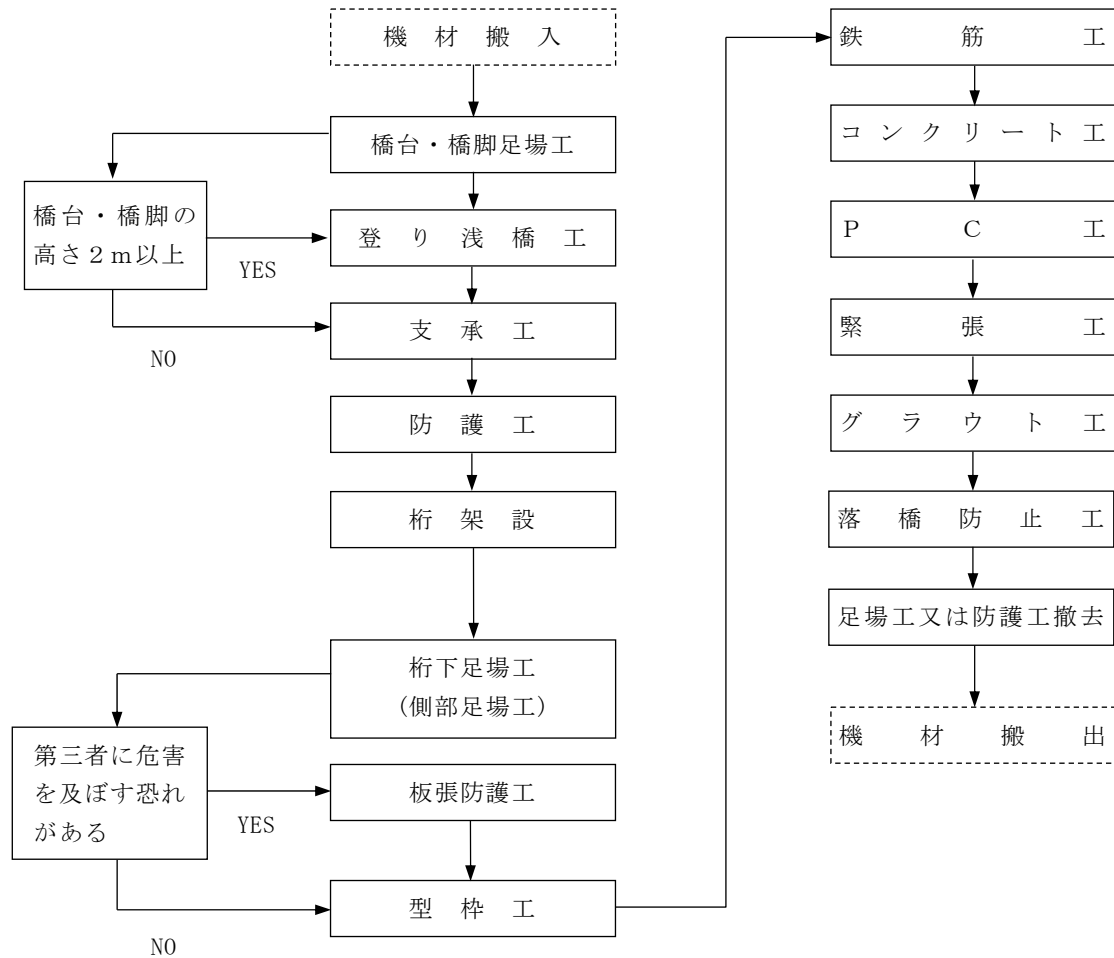 機材搬入
橋台・橋脚足場工
橋台・橋脚の
高さ２ｍ以上
YES
登り浅橋工
支承工
NO
防護工
桁架設
桁下足場工
(側部足場工)
第三者に危害
を及ぼす恐れ
がある
YES
板張防護工
型枠工
NO
鉄筋工
コンクリート工
ＰＣ工
緊張工
グラウト工
落橋防止工
足場工又は防護工撤去
機材搬出